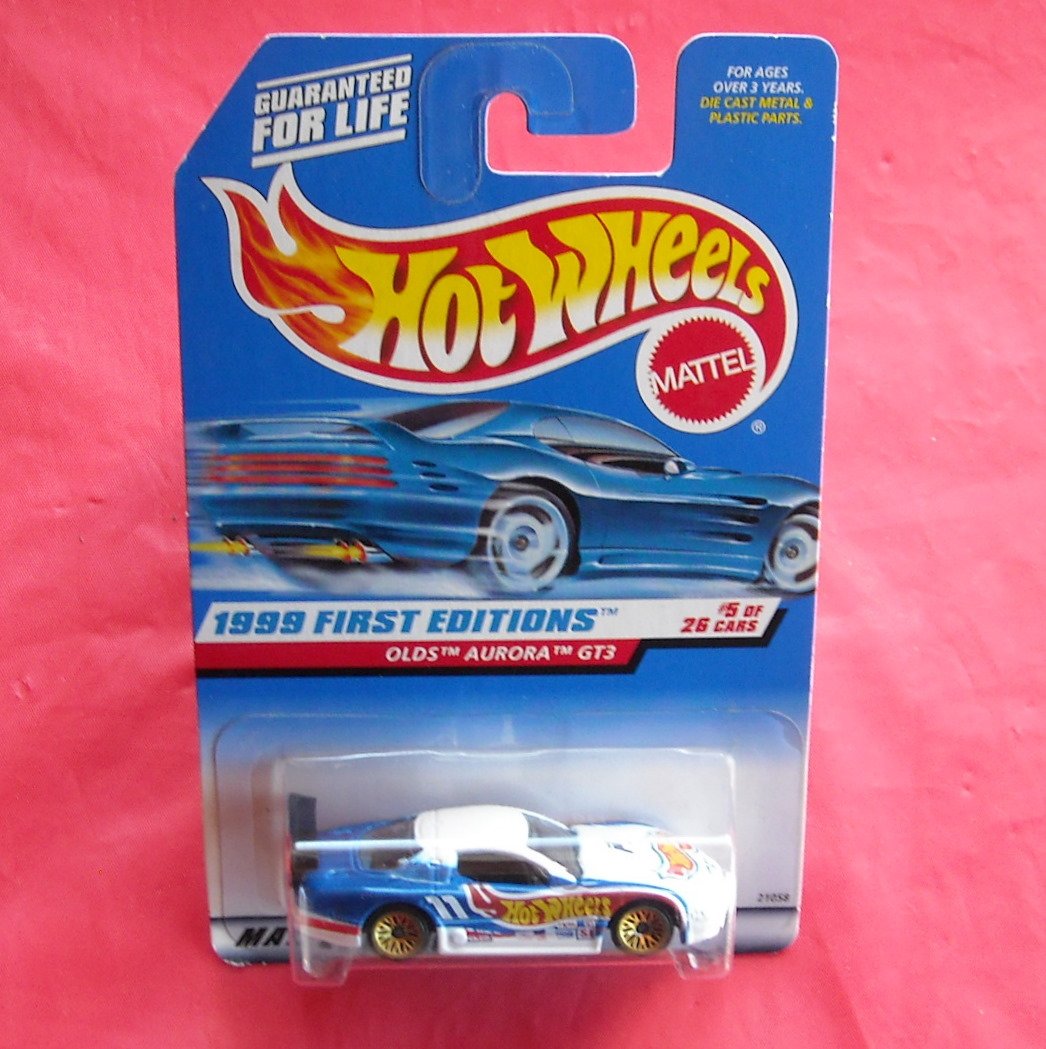 GUARANTEED
FOR LIFE
FOR AGES
OVER 3 YEARS.
DIE CAST METAL &
PLASTIC PARTS.
HOT WHEELS
MATTEL
®
1999 FIRST EDITIONS™
#5 OF
26 CARS
OLDS™ AURORA™ GT3
11
HOT WHEELS
21058